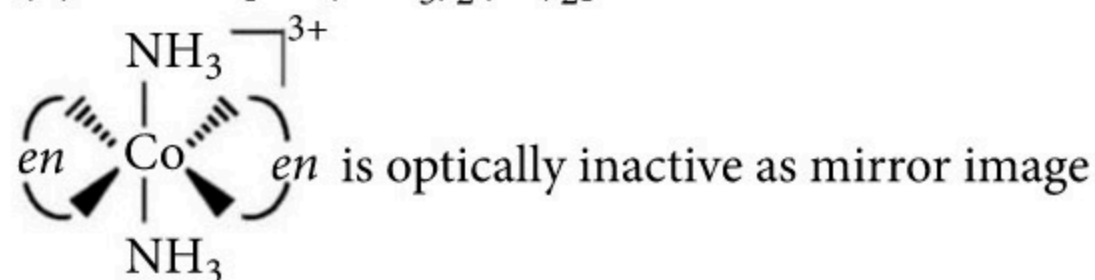 NH₃ 3+
en Co en is optically inactive as mirror image
NH₃